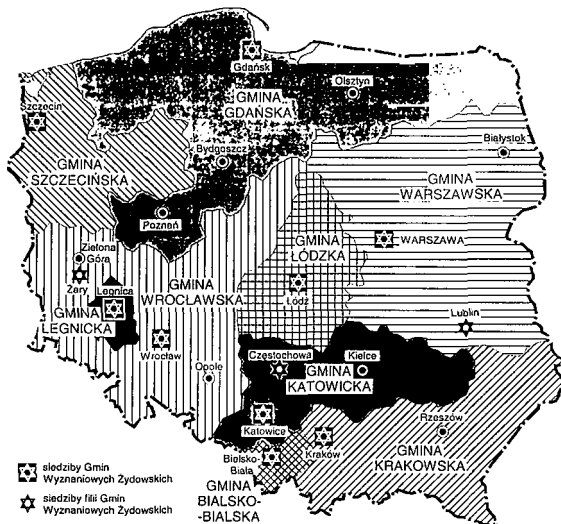 Gdańsk
Olsztyn
GMINA
GDAŃSKA
Szczecin
Białystok
Bydgoszcz
GMINA
SZCZECIŃSKA
GMINA
WARSZAWSKA
Poznań
GMINA
ŁÓDZKA
WARSZAWA
Zielona
Góra
Żary
Legnica
GMINA
WROCŁAWSKA
Łódź
GMINA
LEGNICKA
Lublin
Wrocław
Opole
Częstochowa
Kielce
GMINA
KATOWICKA
Katowice
Rzeszów
Kraków
Bielsko-
Biała
GMINA
KRAKOWSKA
GMINA
BIALSKO-
-BIALSKA
siedziby Gmin
Wyznaniowych Żydowskich
siedziby filii Gmin
Wyznaniowych Żydowskich